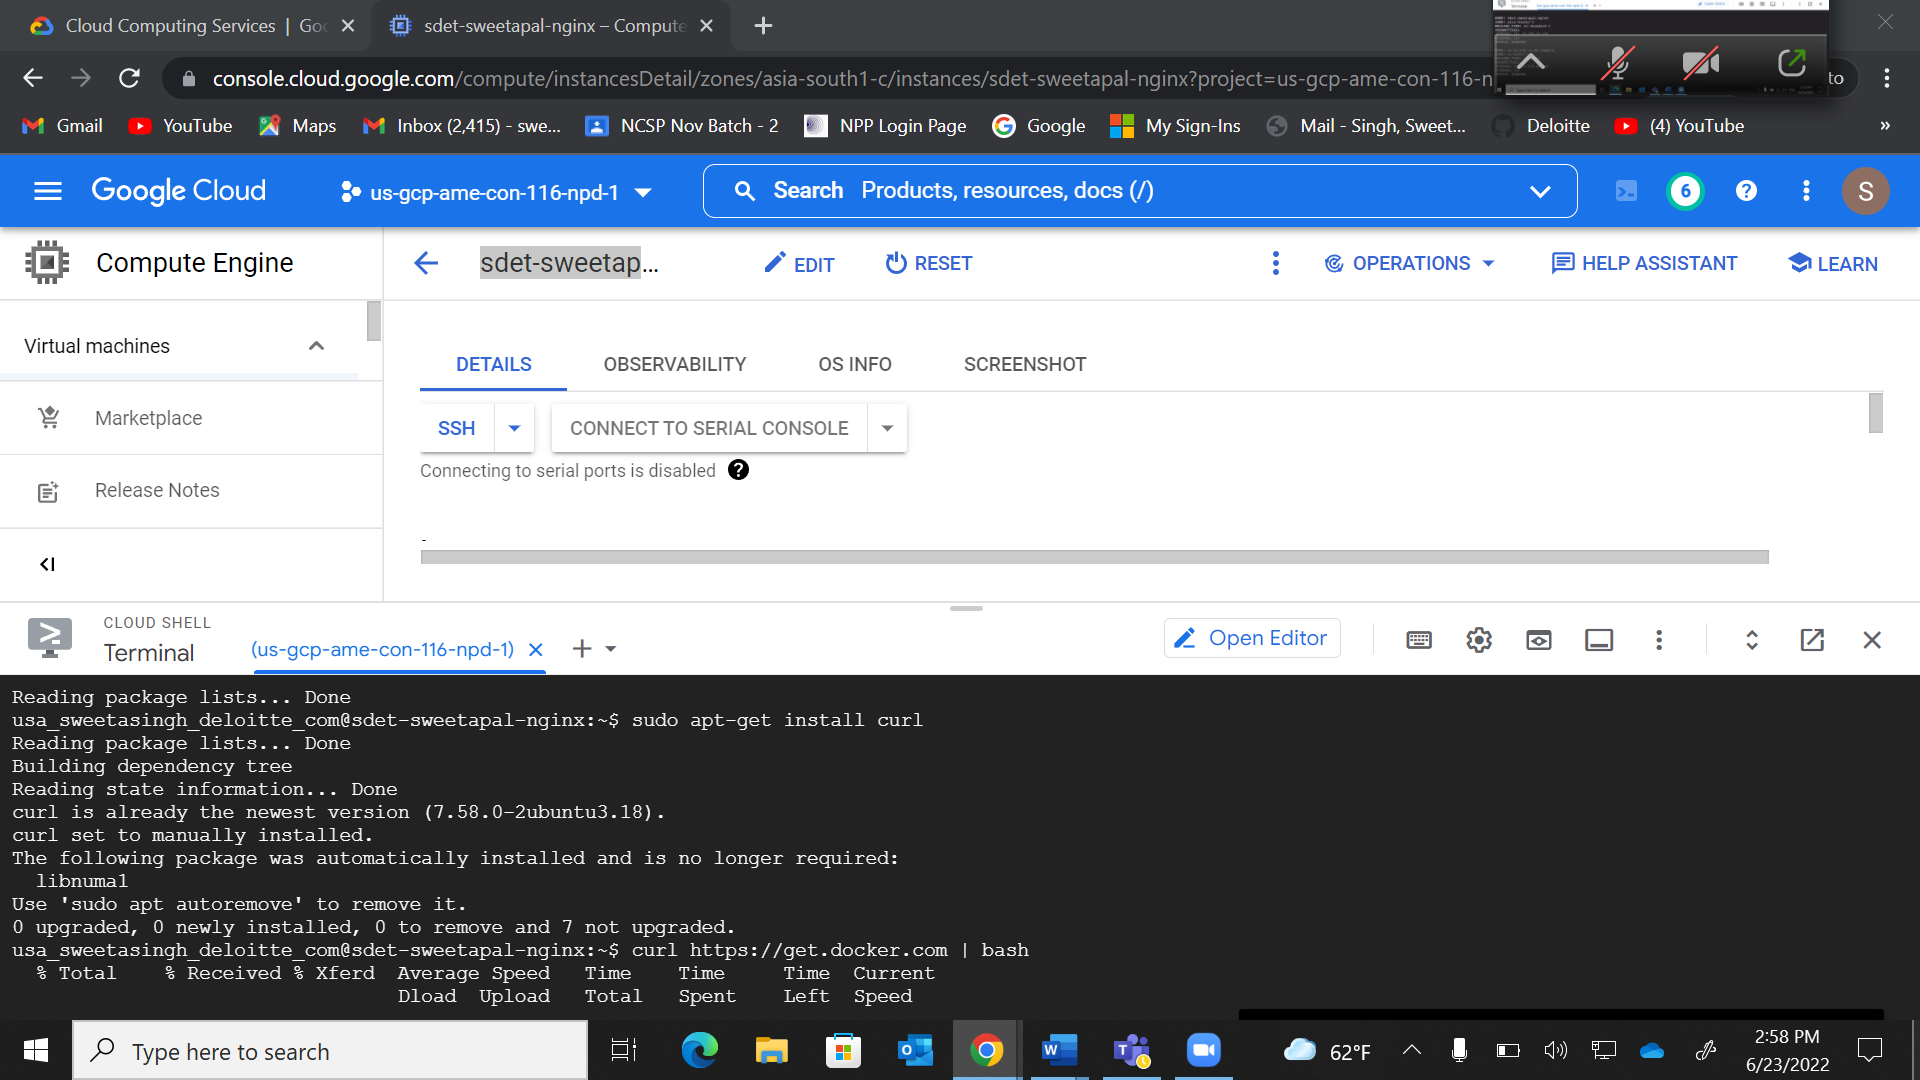 Cloud Computing Services | Goo
sdet-sweetapal-nginx – Compute
console.cloud.google.com/compute/instancesDetail/zones/asia-south1-c/instances/sdet-sweetapal-nginx?project=us-gcp-ame-con-116-n
to
Gmail
YouTube
Maps
Inbox (2,415) - swe...
NCSP Nov Batch - 2
NPP Login Page
Google
My Sign-Ins
Mail - Singh, Sweet...
Deloitte
(4) YouTube
»
Google Cloud
us-gcp-ame-con-116-npd-1
Search Products, resources, docs (/)
6
S
Compute Engine
sdet-sweetap...
EDIT
RESET
OPERATIONS
HELP ASSISTANT
LEARN
Virtual machines
Marketplace
Release Notes
DETAILS
OBSERVABILITY
OS INFO
SCREENSHOT
SSH
CONNECT TO SERIAL CONSOLE
Connecting to serial ports is disabled
-
CLOUD SHELL
Terminal
(us-gcp-ame-con-116-npd-1)
Open Editor
Reading package lists... Done
usa_sweetasingh_deloitte_com@sdet-sweetapal-nginx:~$ sudo apt-get install curl
Reading package lists... Done
Building dependency tree
Reading state information... Done
curl is already the newest version (7.58.0-2ubuntu3.18).
curl set to manually installed.
The following package was automatically installed and is no longer required:
  libnuma1
Use 'sudo apt autoremove' to remove it.
0 upgraded, 0 newly installed, 0 to remove and 7 not upgraded.
usa_sweetasingh_deloitte_com@sdet-sweetapal-nginx:~$ curl https://get.docker.com | bash
  % Total    % Received % Xferd  Average Speed   Time    Time     Time  Current
                                 Dload  Upload   Total   Spent    Left  Speed
Type here to search
62°F
2:58 PM
6/23/2022